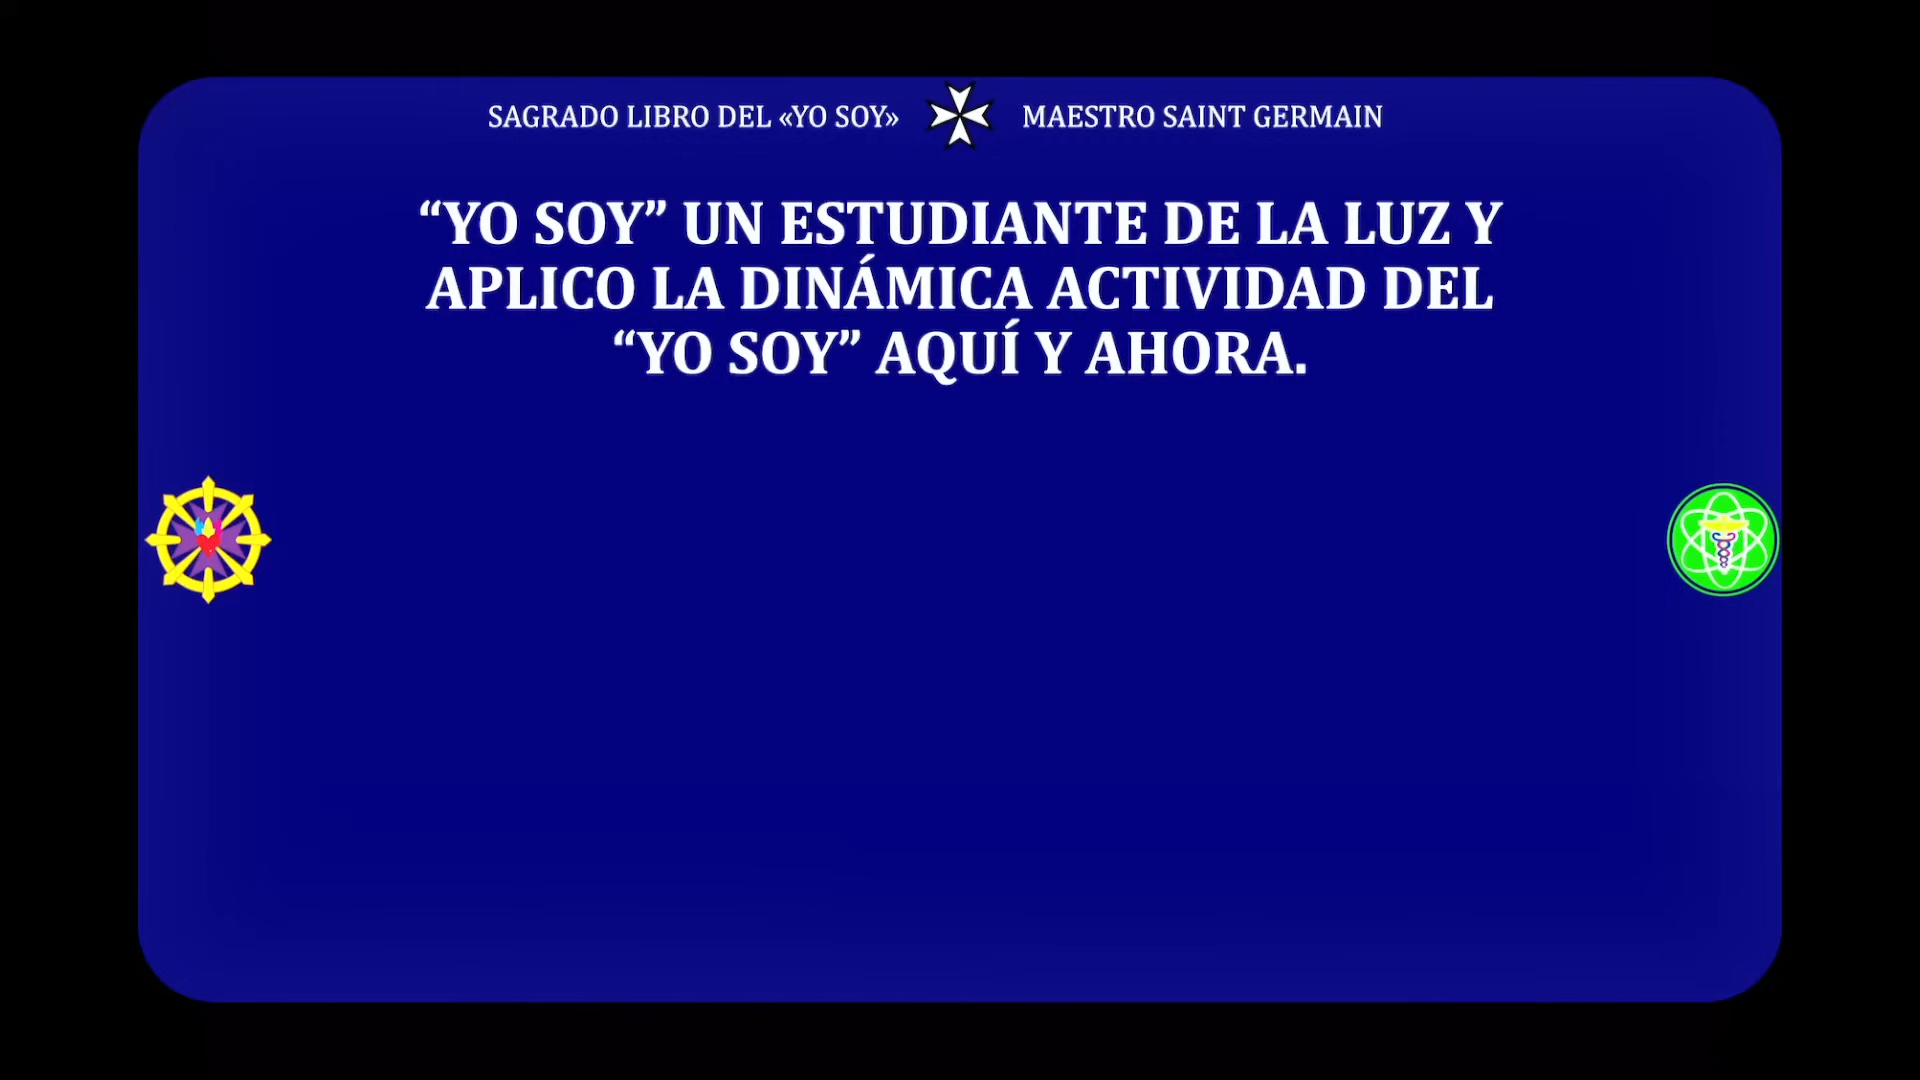 SAGRADO LIBRO DEL «YO SOY» MAESTRO SAINT GERMAIN
“YO SOY” UN ESTUDIANTE DE LA LUZ Y
APLICO LA DINÁMICA ACTIVIDAD DEL
“YO SOY” AQUÍ Y AHORA.